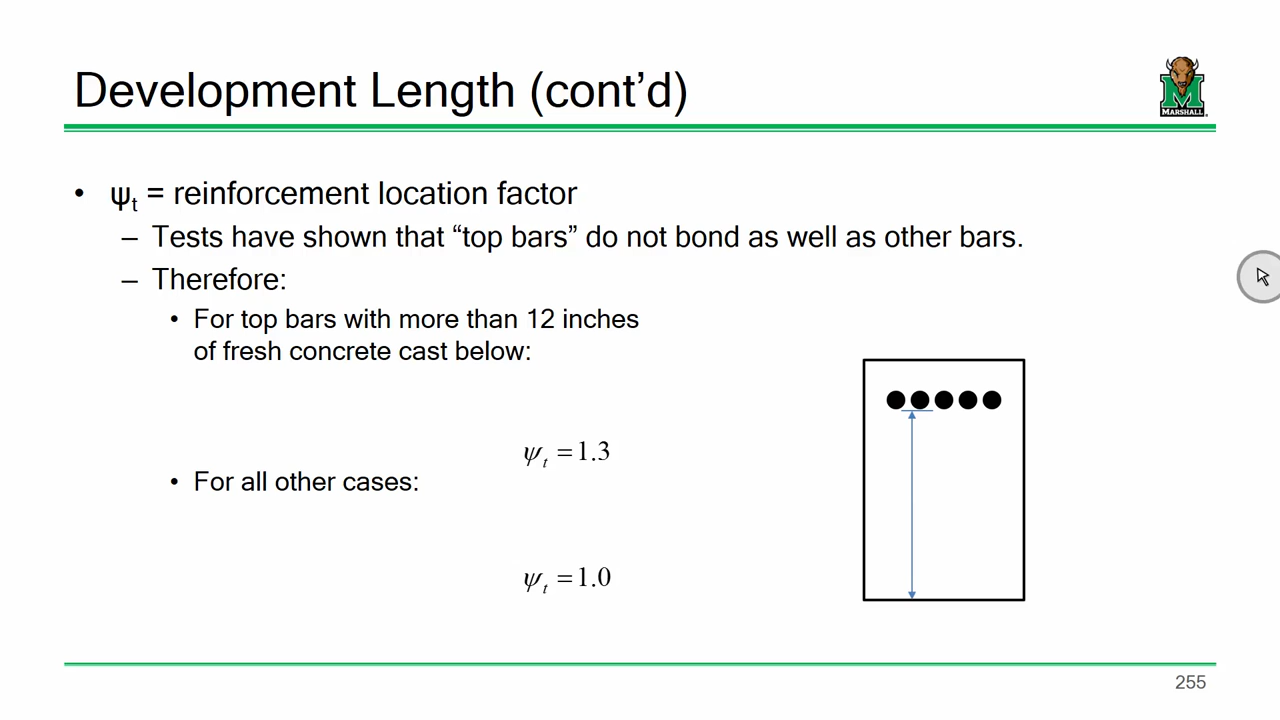 Development Length (cont’d)
MARSHALL
• ψt = reinforcement location factor
– Tests have shown that “top bars” do not bond as well as other bars.
– Therefore:
• For top bars with more than 12 inches
of fresh concrete cast below:
ψt = 1.3
• For all other cases:
ψt = 1.0
255